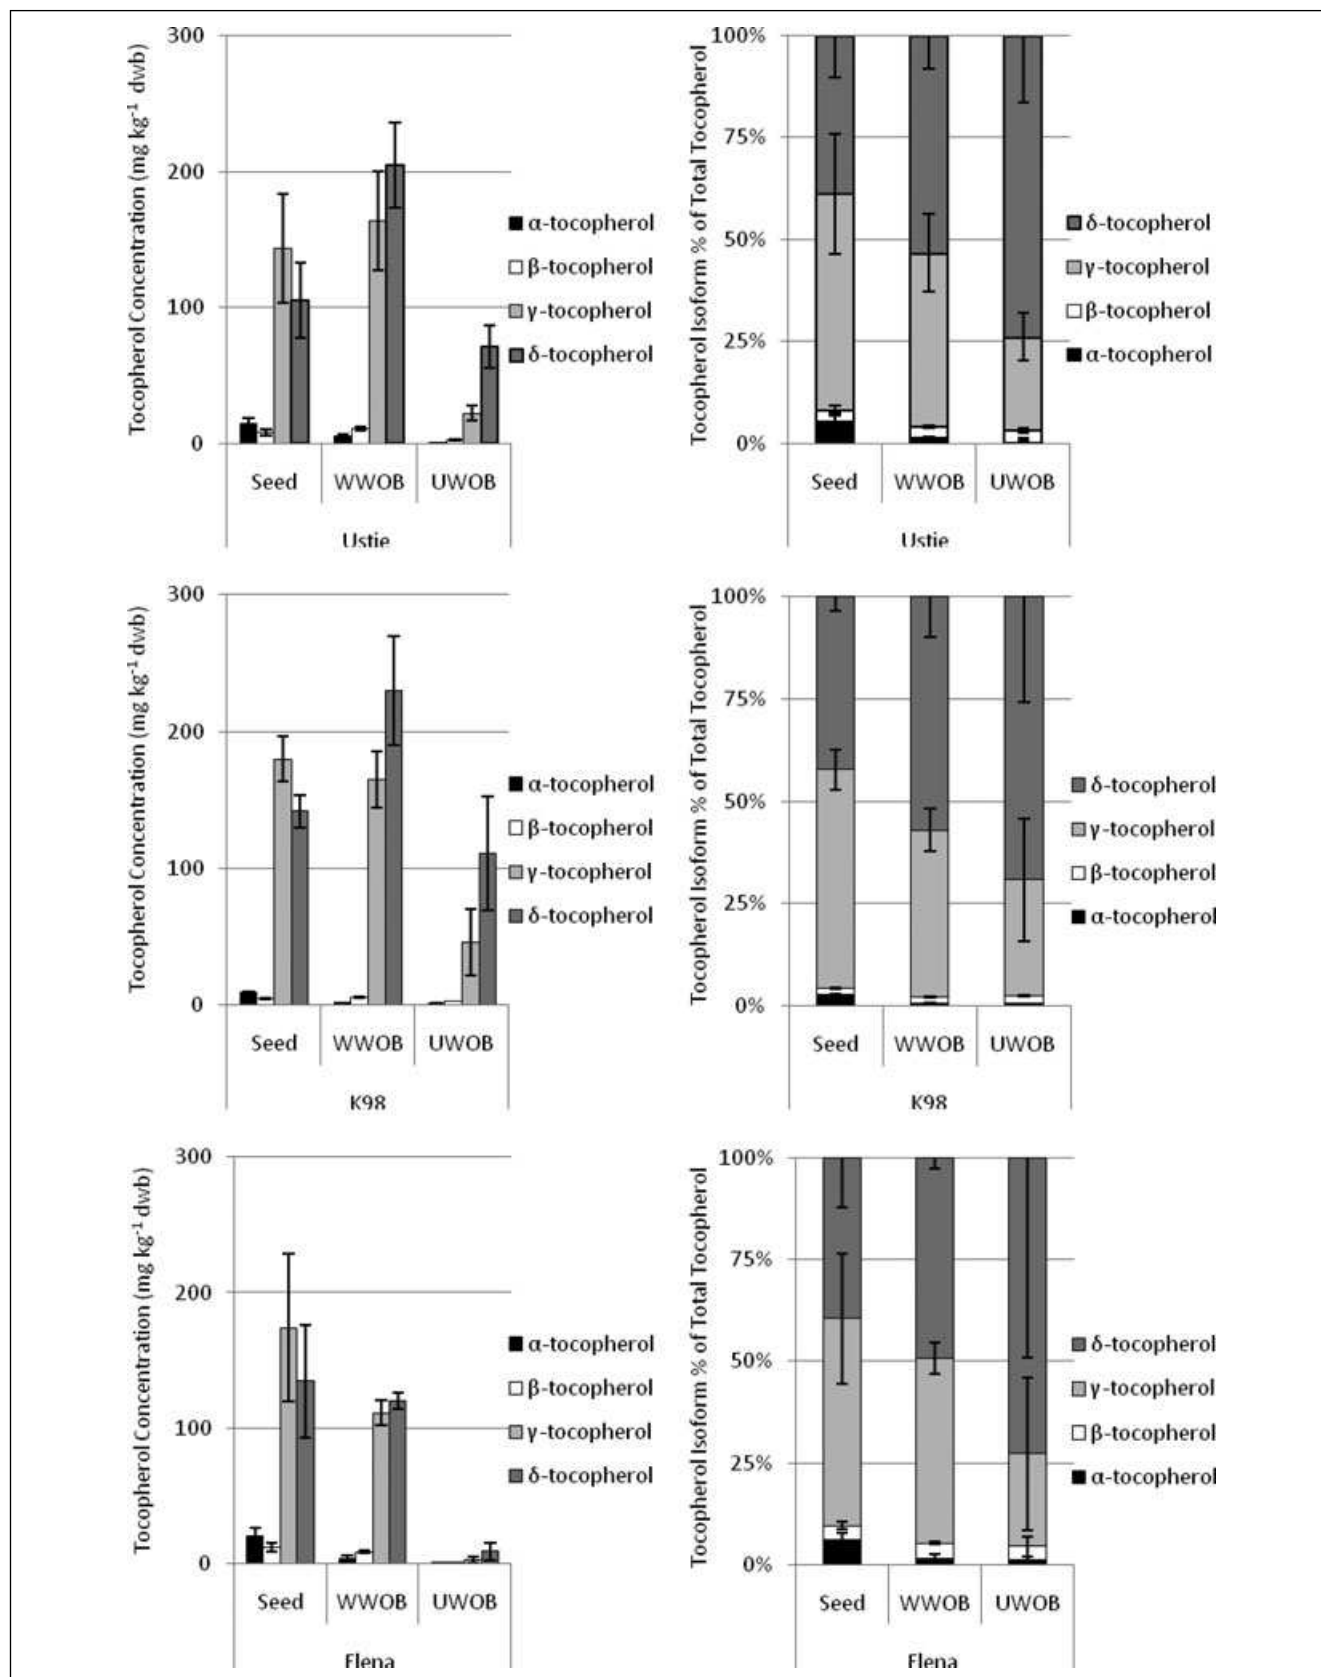 Tocopherol Concentration (mg kg⁻¹ dwb)
300
200
100
0
Seed WWOB UWOB
Ustie
α-tocopherol
β-tocopherol
γ-tocopherol
δ-tocopherol
Tocopherol Isoform % of Total Tocopherol
100%
75%
50%
25%
0%
Seed WWOB UWOB
Ustie
δ-tocopherol
γ-tocopherol
β-tocopherol
α-tocopherol
Tocopherol Concentration (mg kg⁻¹ dwb)
300
200
100
0
Seed WWOB UWOB
K98
α-tocopherol
β-tocopherol
γ-tocopherol
δ-tocopherol
Tocopherol Isoform % of Total Tocopherol
100%
75%
50%
25%
0%
Seed WWOB UWOB
K98
δ-tocopherol
γ-tocopherol
β-tocopherol
α-tocopherol
Tocopherol Concentration (mg kg⁻¹ dwb)
300
200
100
0
Seed WWOB UWOB
Elena
α-tocopherol
β-tocopherol
γ-tocopherol
δ-tocopherol
Tocopherol Isoform % of Total Tocopherol
100%
75%
50%
25%
0%
Seed WWOB UWOB
Elena
δ-tocopherol
γ-tocopherol
β-tocopherol
α-tocopherol